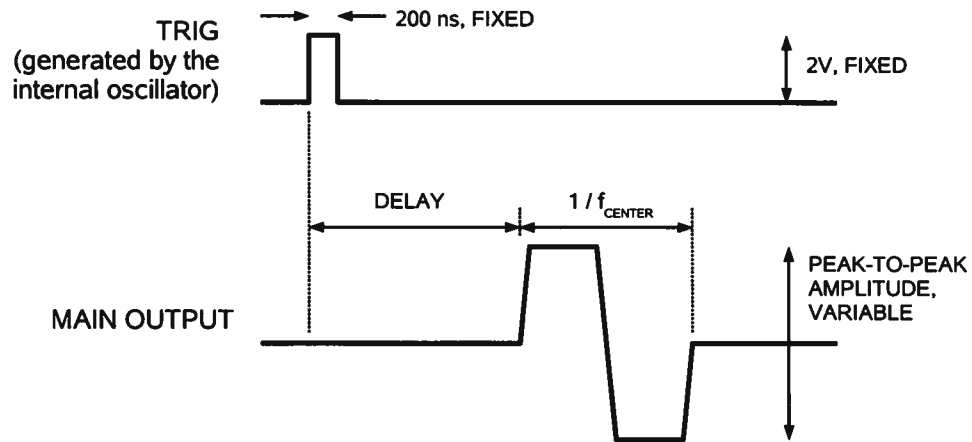 TRIG
(generated by the
internal oscillator)
200 ns, FIXED
2V, FIXED
DELAY
1 / fCENTER
MAIN OUTPUT
PEAK-TO-PEAK
AMPLITUDE,
VARIABLE